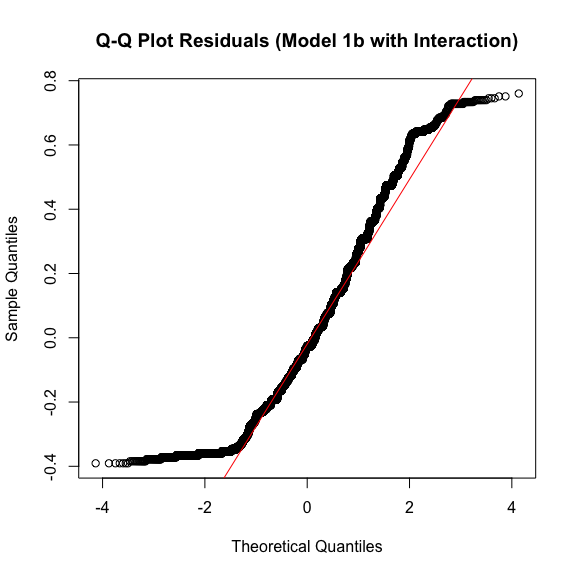 Q-Q Plot Residuals (Model 1b with Interaction)
0.8
0.6
0.4
0.2
0.0
-0.2
-0.4
Sample Quantiles
-4 -2 0 2 4
Theoretical Quantiles